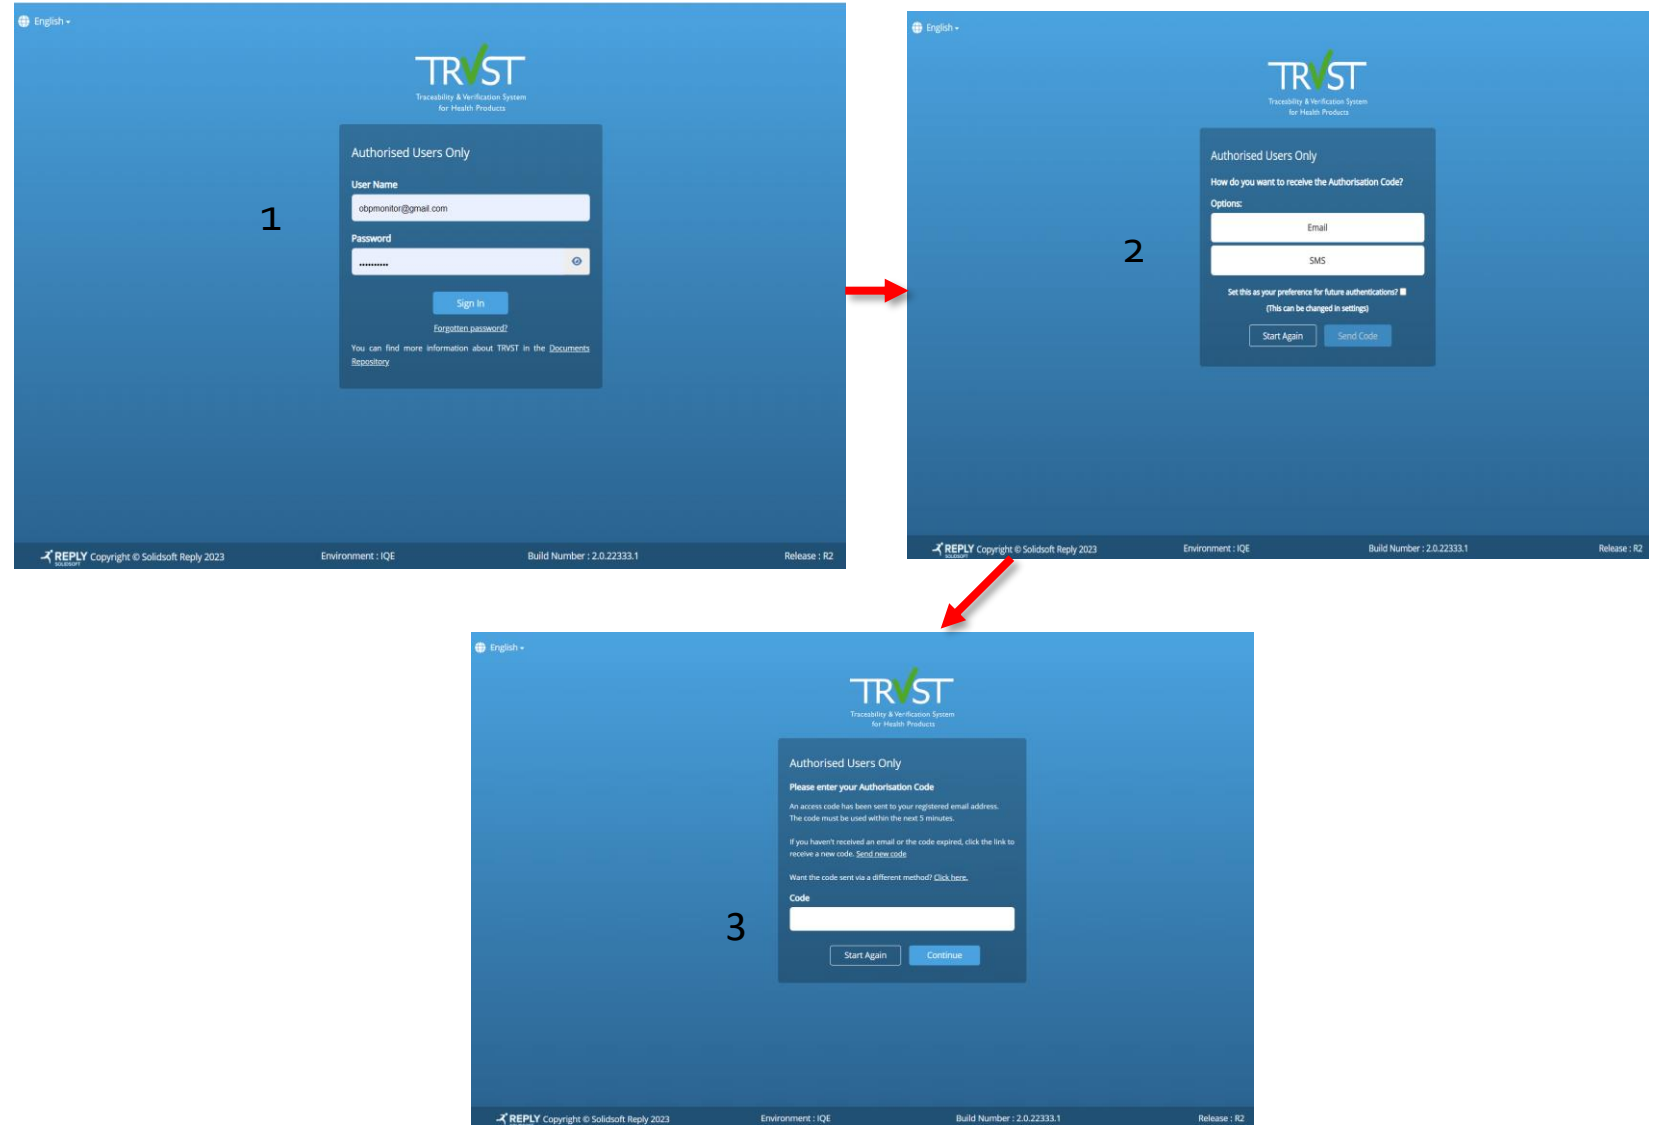 English
TRVST
Traceability & Verification System
for Health Products
Authorised Users Only
User Name
obpmonitor@gmail.com
Password
..........
Sign In
Forgotten password?
You can find more information about TRVST in the Documents
Repository
1
REPLY Copyright © Solidsoft Reply 2023
SOLIDSOFT
Environment : IQE
Build Number : 2.0.22333.1
Release : R2
English
TRVST
Traceability & Verification System
for Health Products
Authorised Users Only
How do you want to receive the Authorisation Code?
Options:
Email
SMS
Set this as your preference for future authentications?
(This can be changed in settings)
Start Again
Send Code
2
REPLY Copyright © Solidsoft Reply 2023
SOLIDSOFT
Environment : IQE
Build Number : 2.0.22333.1
Release : R2
English
TRVST
Traceability & Verification System
for Health Products
Authorised Users Only
Please enter your Authorisation Code
An access code has been sent to your registered email address.
The code must be used within the next 5 minutes.
If you haven't received an email or the code expired, click the link to
receive a new code. Send new code
Want the code sent via a different method? Click here.
Code
3
Start Again
Continue
REPLY Copyright © Solidsoft Reply 2023
Environment : IQE
Build Number : 2.0.22333.1
Release : R2